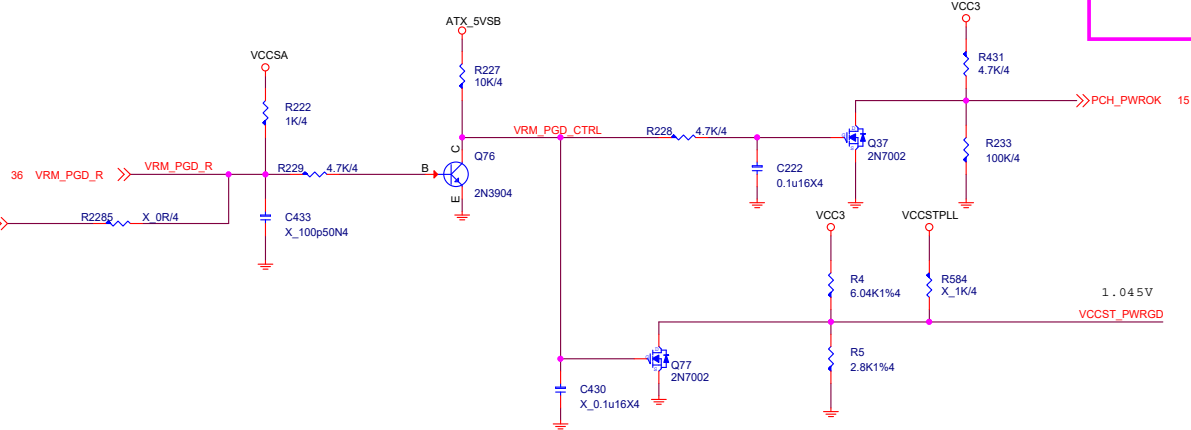 VCC3
ATX_5VSB
VCCSA
R431
4.7K/4
R227
10K/4
PCH_PWROK 15
R222
1K/4
VRM_PGD_CTRL
R228 4.7K/4
Q37
2N7002
R233
100K/4
C
Q76
36 VRM_PGD_R
VRM_PGD_R
R229 4.7K/4
B
2N3904
E
C222
0.1u16X4
R2285 X_0R/4
C433
X_100p50N4
VCC3
VCCSTPLL
R4
6.04K1%4
R584
X_1K/4
1.045V
VCCST_PWRGD
Q77
2N7002
R5
2.8K1%4
C430
X_0.1u16X4